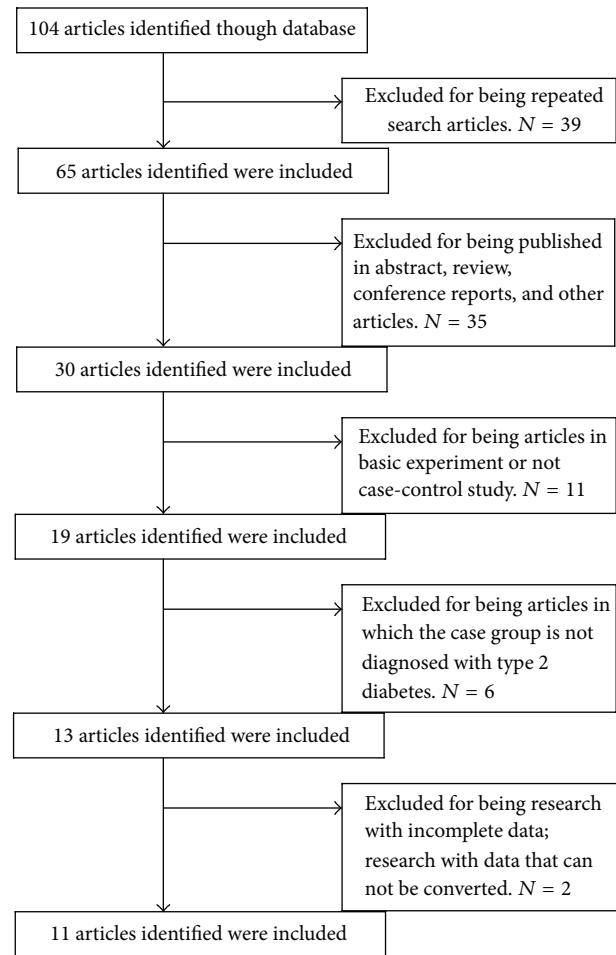 104 articles identified though database
Excluded for being repeated
search articles. N = 39
65 articles identified were included
Excluded for being published
in abstract, review,
conference reports, and other
articles. N = 35
30 articles identified were included
Excluded for being articles in
basic experiment or not
case-control study. N = 11
19 articles identified were included
Excluded for being articles in
which the case group is not
diagnosed with type 2
diabetes. N = 6
13 articles identified were included
Excluded for being research
with incomplete data;
research with data that can
not be converted. N = 2
11 articles identified were included